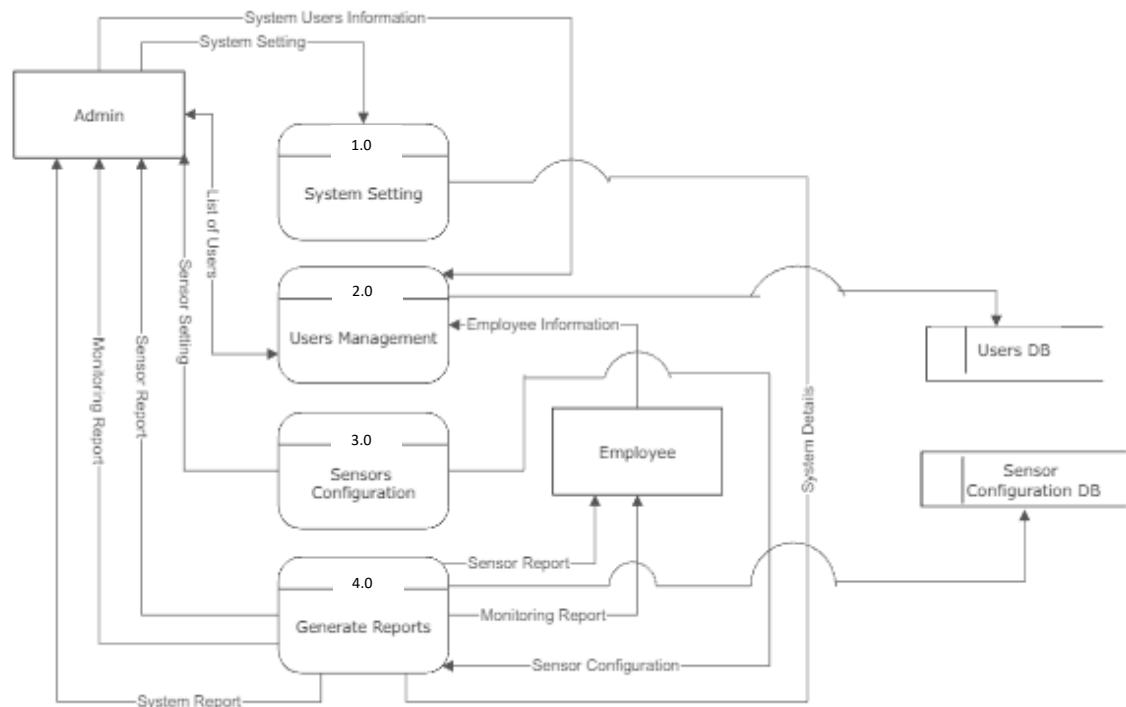 System Users Information
System Setting
Admin
1.0
System Setting
List of Users
Sensor Setting
2.0
Users Management
Employee Information
Users DB
Monitoring Report
Sensor Report
3.0
Sensors
Configuration
Employee
System Details
Sensor
Configuration DB
Sensor Report
4.0
Generate Reports
Monitoring Report
Sensor Configuration
System Report